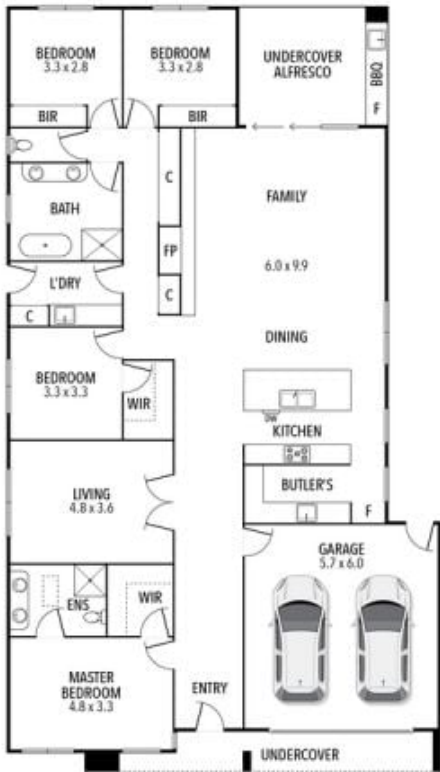 BEDROOM
3.3 x 2.8
BEDROOM
3.3 x 2.8
UNDERCOVER
ALFRESCO
BBQ
F
BIR
BIR
C
FAMILY
BATH
FP
6.0 x 9.9
L'DRY
C
C
DINING
BEDROOM
3.3 x 3.3
WIR
DW
KITCHEN
LIVING
4.8 x 3.6
BUTLER'S
F
GARAGE
5.7 x 6.0
ENS
WIR
MASTER
BEDROOM
4.8 x 3.3
ENTRY
UNDERCOVER